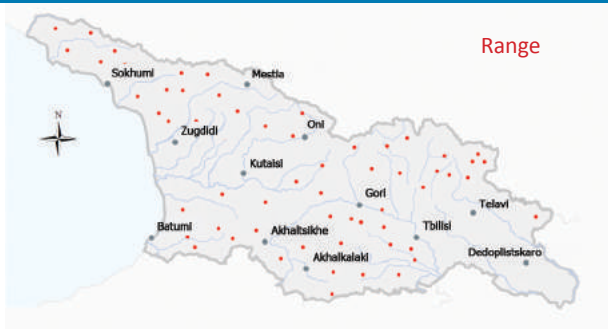 Range
Sokhumi
Mestia
N
Oni
Zugdidi
Kutaisi
Gori
Telavi
Batumi
Akhaltsikhe
Tbilisi
Akhalkalaki
Dedoplistskaro